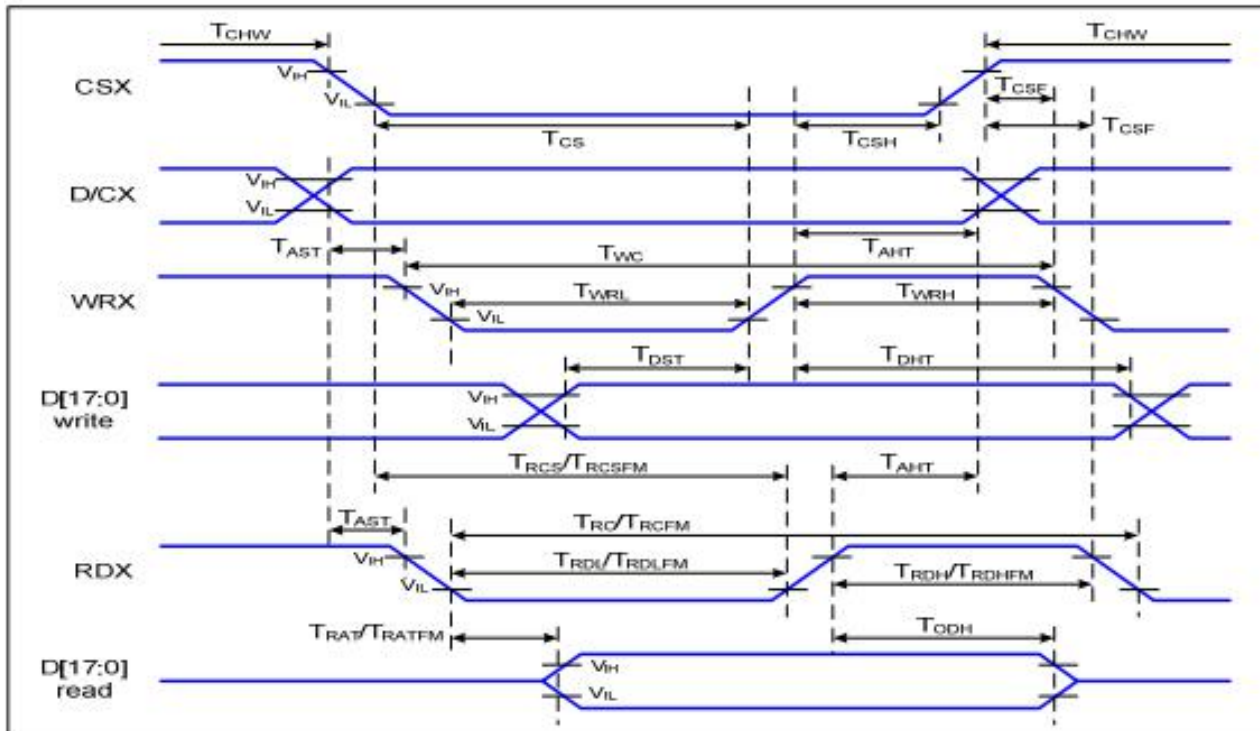 TCHW TCHW
CSX VIH VIL TCSF
TCS TCSH TCSF
D/CX VIH VIL
TAST TWC TAHT
WRX VIH TWRL TWRH
VIL
TDST TDHT
D[17:0] write VIH VIL
TRCS/TRCSFM TAHT
TAST TRC/TRCFM
RDX VIH VIL TRDL/TRDLFM TRDH/TRDHFM
TRAT/TRATFM TODH
D[17:0] read VIH VIL